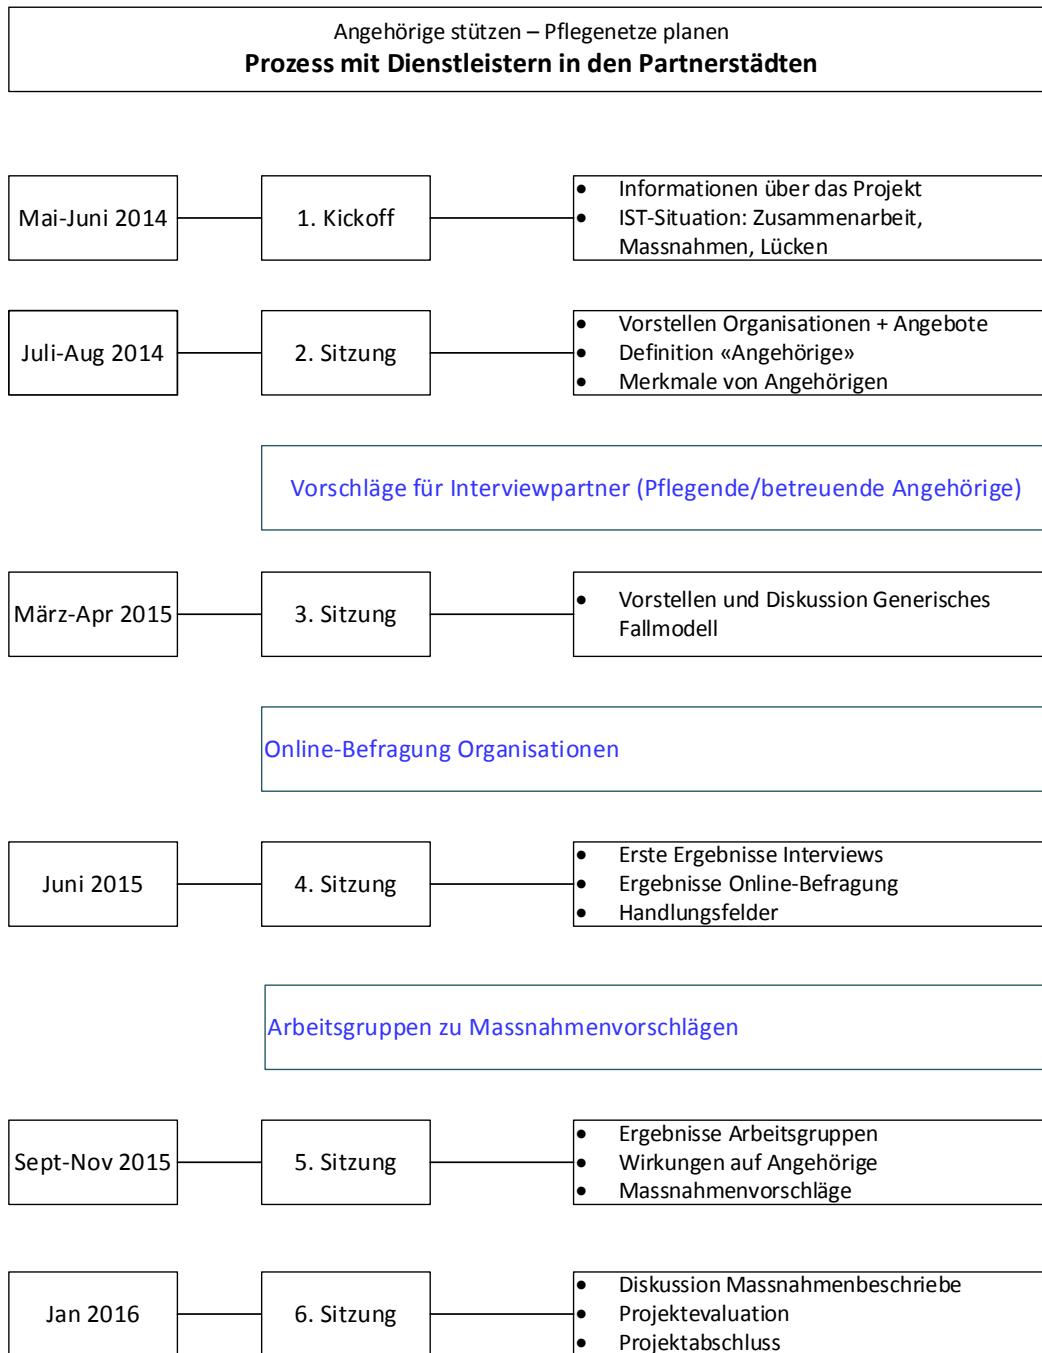 Angehörige stützen – Pflegenetze planen
Prozess mit Dienstleistern in den Partnerstädten
Mai-Juni 2014
1. Kickoff
• Informationen über das Projekt
• IST-Situation: Zusammenarbeit,
Massnahmen, Lücken
Juli-Aug 2014
2. Sitzung
• Vorstellen Organisationen + Angebote
• Definition «Angehörige»
• Merkmale von Angehörigen
Vorschläge für Interviewpartner (Pflegende/betreuende Angehörige)
März-Apr 2015
3. Sitzung
• Vorstellen und Diskussion Generisches
Fallmodell
Online-Befragung Organisationen
Juni 2015
4. Sitzung
• Erste Ergebnisse Interviews
• Ergebnisse Online-Befragung
• Handlungsfelder
Arbeitsgruppen zu Massnahmenvorschlägen
Sept-Nov 2015
5. Sitzung
• Ergebnisse Arbeitsgruppen
• Wirkungen auf Angehörige
• Massnahmenvorschläge
Jan 2016
6. Sitzung
• Diskussion Massnahmenbeschriebe
• Projektevaluation
• Projektabschluss